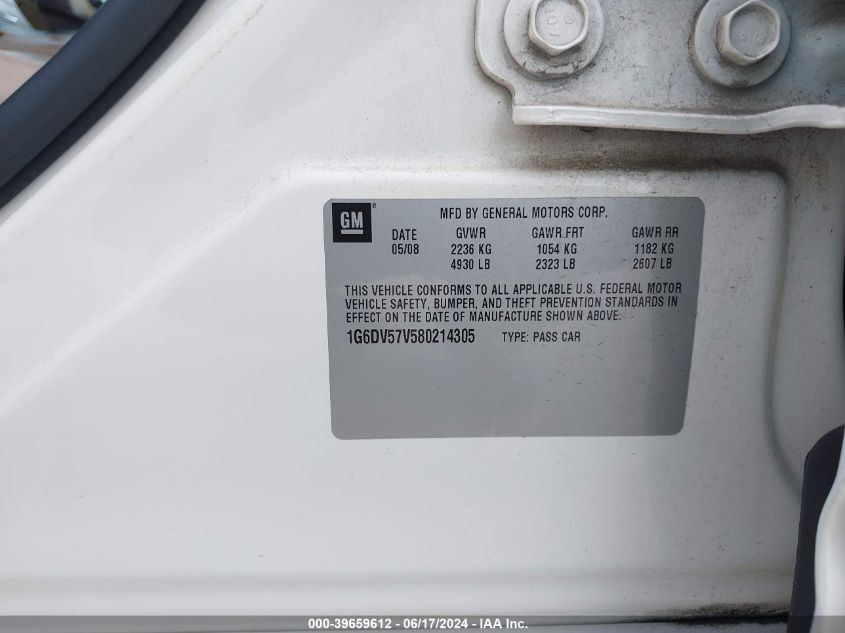 GM
MFD BY GENERAL MOTORS CORP.
DATE GVWR GAWR FRT GAWR RR
05/08 2236 KG 1054 KG 1182 KG
4930 LB 2323 LB 2607 LB
THIS VEHICLE CONFORMS TO ALL APPLICABLE U.S. FEDERAL MOTOR
VEHICLE SAFETY, BUMPER, AND THEFT PREVENTION STANDARDS IN
EFFECT ON THE DATE OF MANUFACTURE SHOWN ABOVE.
1G6DV57V580214305 TYPE: PASS CAR
000-39659612 - 06/17/2024 - IAA Inc.